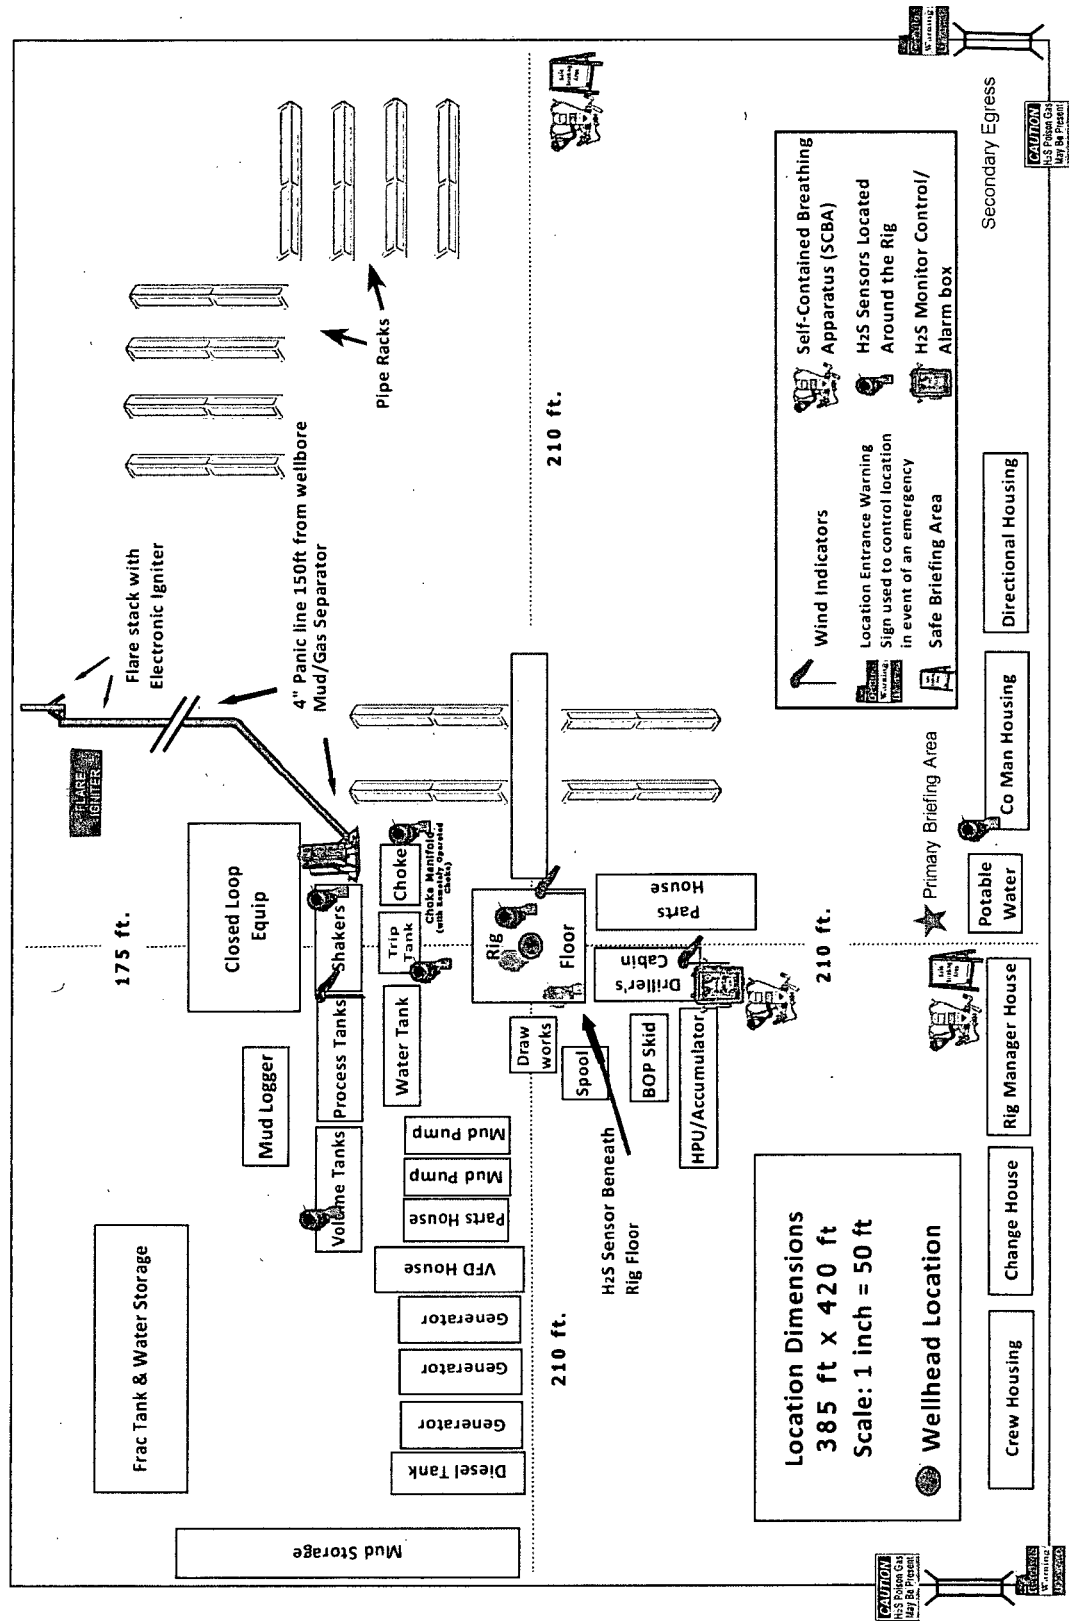 Frac Tank & Water Storage
175 ft.
Flare stack with
Electronic Igniter
FLARE
IGNITER
4" Panic line 150ft from wellbore
Mud/Gas Separator
Pipe Racks
Mud Storage
Mud Logger
Closed Loop
Equip
Volume Tanks
Process Tanks
Shakers
Water Tank
Trip
Tank
Choke
Choke Manifold
(with Remotely Operated
Choke)
Diesel Tank
Generator
Generator
Generator
VFD House
Parts House
Mud Pump
Mud Pump
Draw
works
Rig
Floor
210 ft.
210 ft.
Spool
BOP Skid
HPU/Accumulator
Driller's
Cabin
Parts
House
H2S Sensor Beneath
Rig Floor
210 ft.
Location Dimensions
385 ft x 420 ft
Scale: 1 inch = 50 ft
Wellhead Location
Wind Indicators
Location Entrance Warning
Sign used to control location
in event of an emergency
Safe Briefing Area
Self-Contained Breathing
Apparatus (SCBA)
H2S Sensors Located
Around the Rig
H2S Monitor Control/
Alarm box
Primary Briefing Area
Secondary Egress
Crew Housing
Change House
Rig Manager House
Potable
Water
Co Man Housing
Directional Housing
CAUTION
H2S Poison Gas
May Be Present
Warning
CAUTION
H2S Poison Gas
May Be Present
Warning